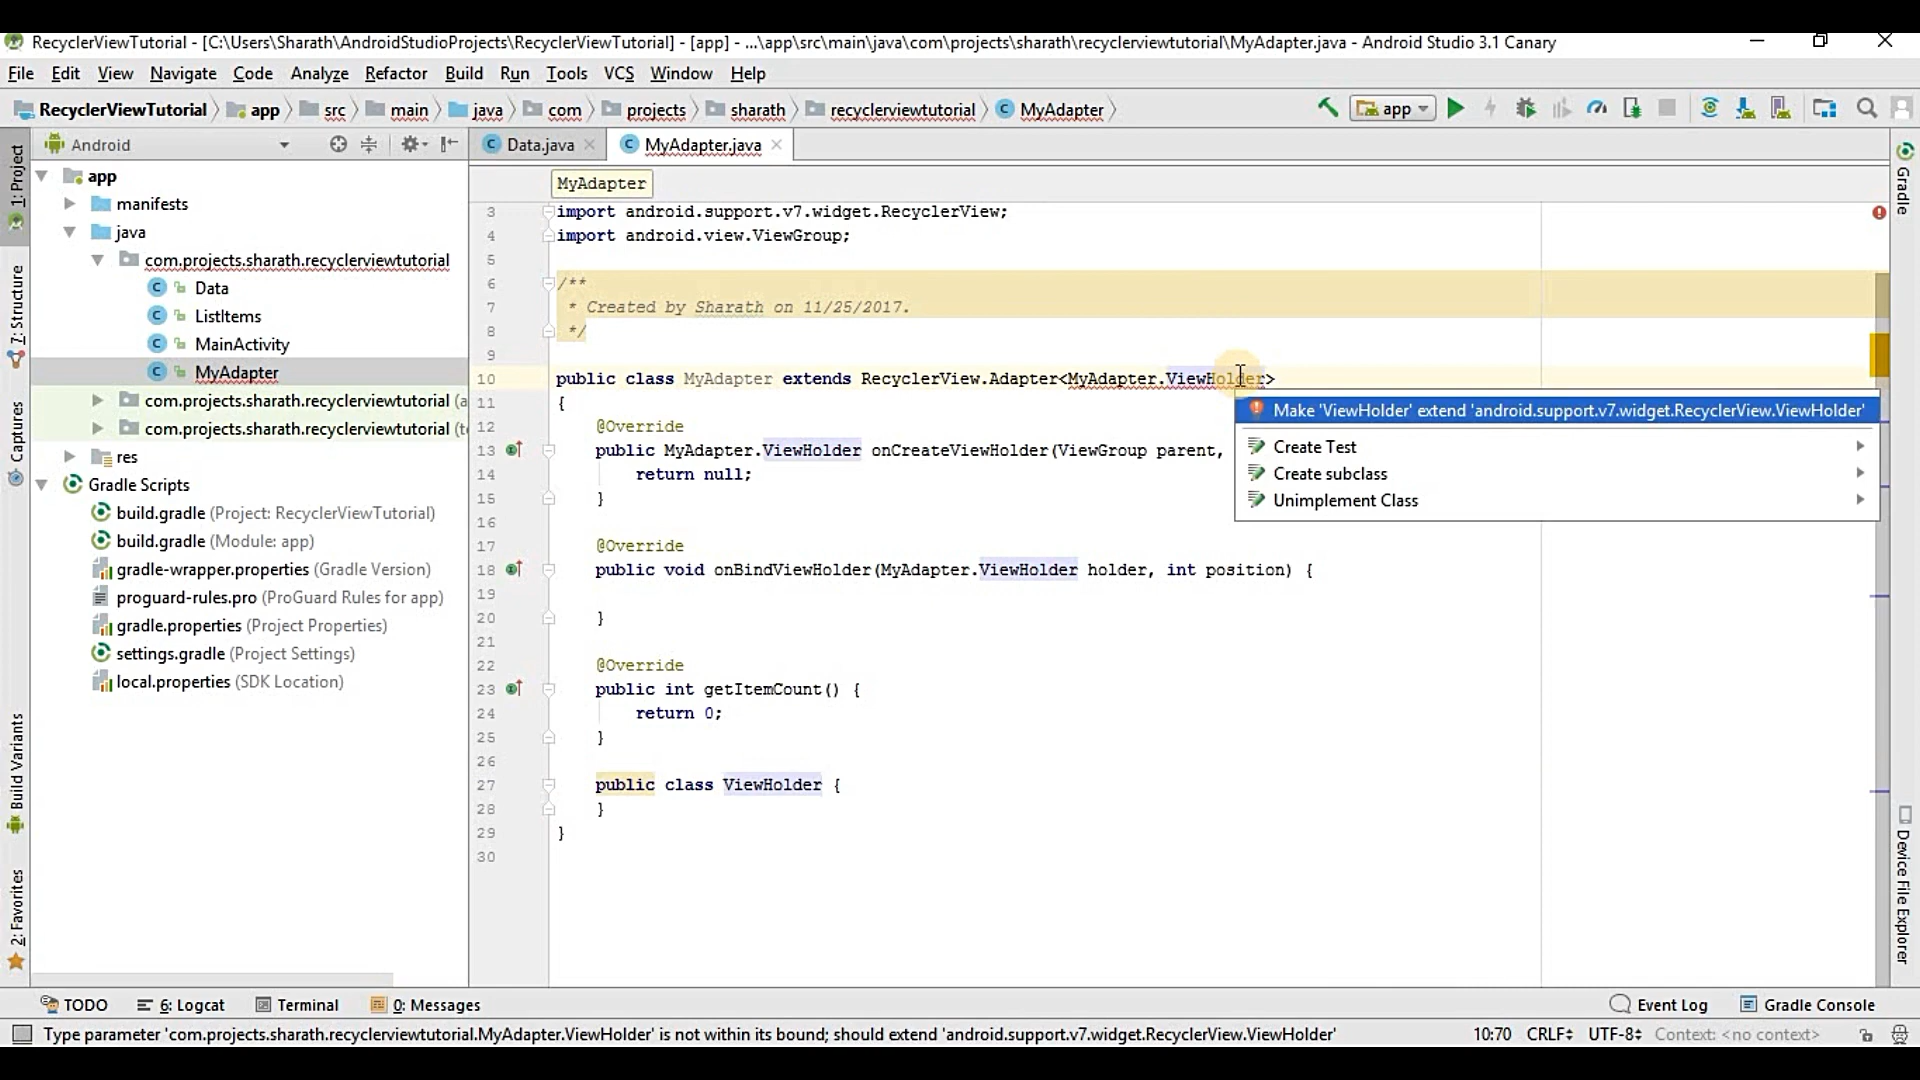 RecyclerViewTutorial - [C:\Users\Sharath\AndroidStudioProjects\RecyclerViewTutorial] - [app] - ...\app\src\main\java\com\projects\sharath\recyclerviewtutorial\MyAdapter.java - Android Studio 3.1 Canary
File Edit View Navigate Code Analyze Refactor Build Run Tools VCS Window Help
RecyclerViewTutorial app src main java com projects sharath recyclerviewtutorial MyAdapter
app
1: Project
7: Structure
Captures
Build Variants
2: Favorites
Android
app
manifests
java
com.projects.sharath.recyclerviewtutorial
Data
ListItems
MainActivity
MyAdapter
com.projects.sharath.recyclerviewtutorial (a
com.projects.sharath.recyclerviewtutorial (t
res
Gradle Scripts
build.gradle (Project: RecyclerViewTutorial)
build.gradle (Module: app)
gradle-wrapper.properties (Gradle Version)
proguard-rules.pro (ProGuard Rules for app)
gradle.properties (Project Properties)
settings.gradle (Project Settings)
local.properties (SDK Location)
Data.java MyAdapter.java
MyAdapter
3 import android.support.v7.widget.RecyclerView;
4 import android.view.ViewGroup;
5
6 /**
7 * Created by Sharath on 11/25/2017.
8 */
9
10 public class MyAdapter extends RecyclerView.Adapter<MyAdapter.ViewHolder>
11 {
12 @Override
13 public MyAdapter.ViewHolder onCreateViewHolder(ViewGroup parent,
14 return null;
15 }
16
17 @Override
18 public void onBindViewHolder(MyAdapter.ViewHolder holder, int position) {
19
20 }
21
22 @Override
23 public int getItemCount() {
24 return 0;
25 }
26
27 public class ViewHolder {
28 }
29 }
30
Make 'ViewHolder' extend 'android.support.v7.widget.RecyclerView.ViewHolder'
Create Test
Create subclass
Unimplement Class
Gradle
Device File Explorer
TODO 6: Logcat Terminal 0: Messages Event Log Gradle Console
Type parameter 'com.projects.sharath.recyclerviewtutorial.MyAdapter.ViewHolder' is not within its bound; should extend 'android.support.v7.widget.RecyclerView.ViewHolder' 10:70 CRLF UTF-8 Context: <no context>